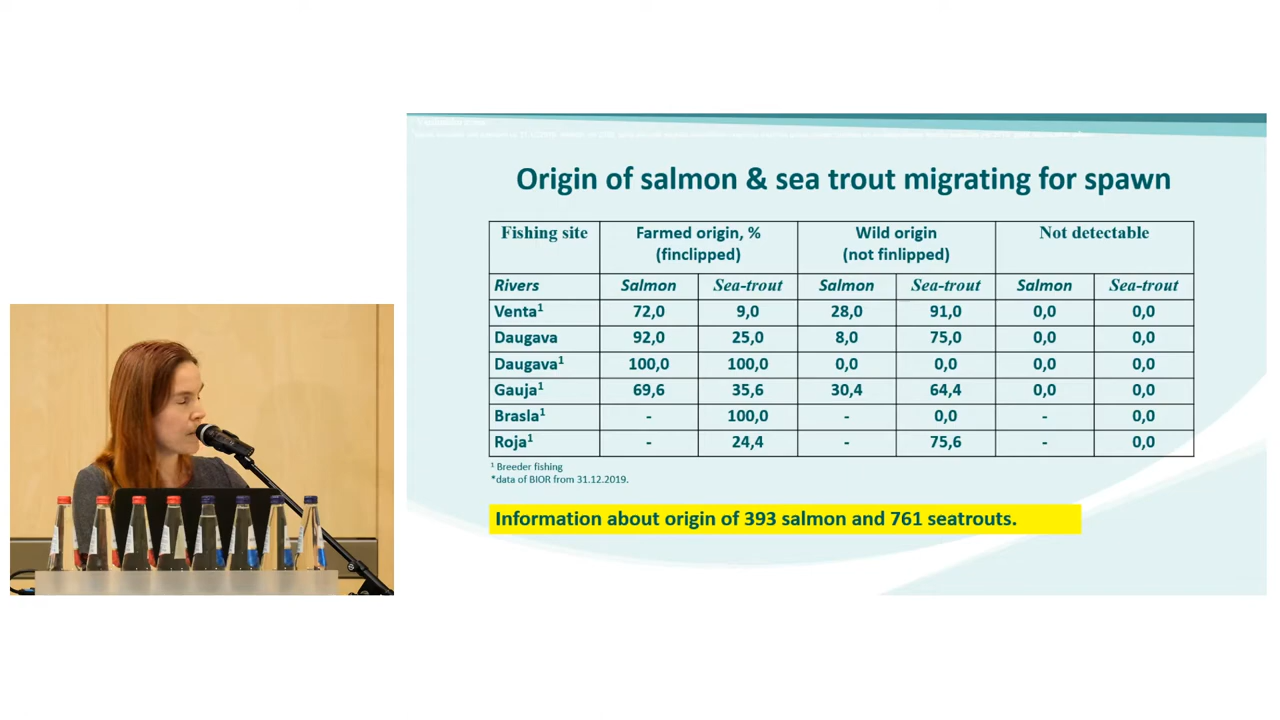 Origin of salmon & sea trout migrating for spawn
Fishing site Farmed origin, % (finclipped) Wild origin (not finlipped) Not detectable
Rivers Salmon Sea-trout Salmon Sea-trout Salmon Sea-trout
Venta¹ 72,0 9,0 28,0 91,0 0,0 0,0
Daugava 92,0 25,0 8,0 75,0 0,0 0,0
Daugava¹ 100,0 100,0 0,0 0,0 0,0 0,0
Gauja¹ 69,6 35,6 30,4 64,4 0,0 0,0
Brasla¹ - 100,0 - 0,0 - 0,0
Roja¹ - 24,4 - 75,6 - 0,0
¹ Breeder fishing
*data of BIOR from 31.12.2019.
Information about origin of 393 salmon and 761 seatrouts.